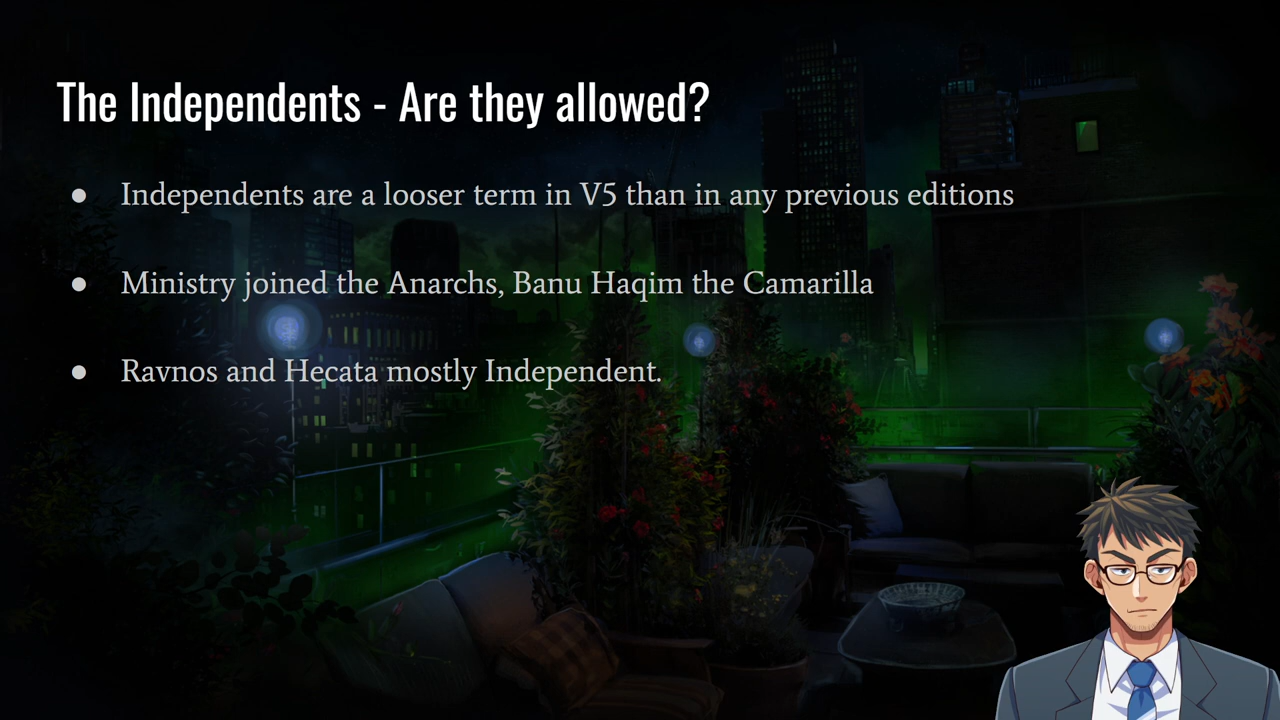 The Independents - Are they allowed?
● Independents are a looser term in V5 than in any previous editions
● Ministry joined the Anarchs, Banu Haqim the Camarilla
● Ravnos and Hecata mostly Independent.